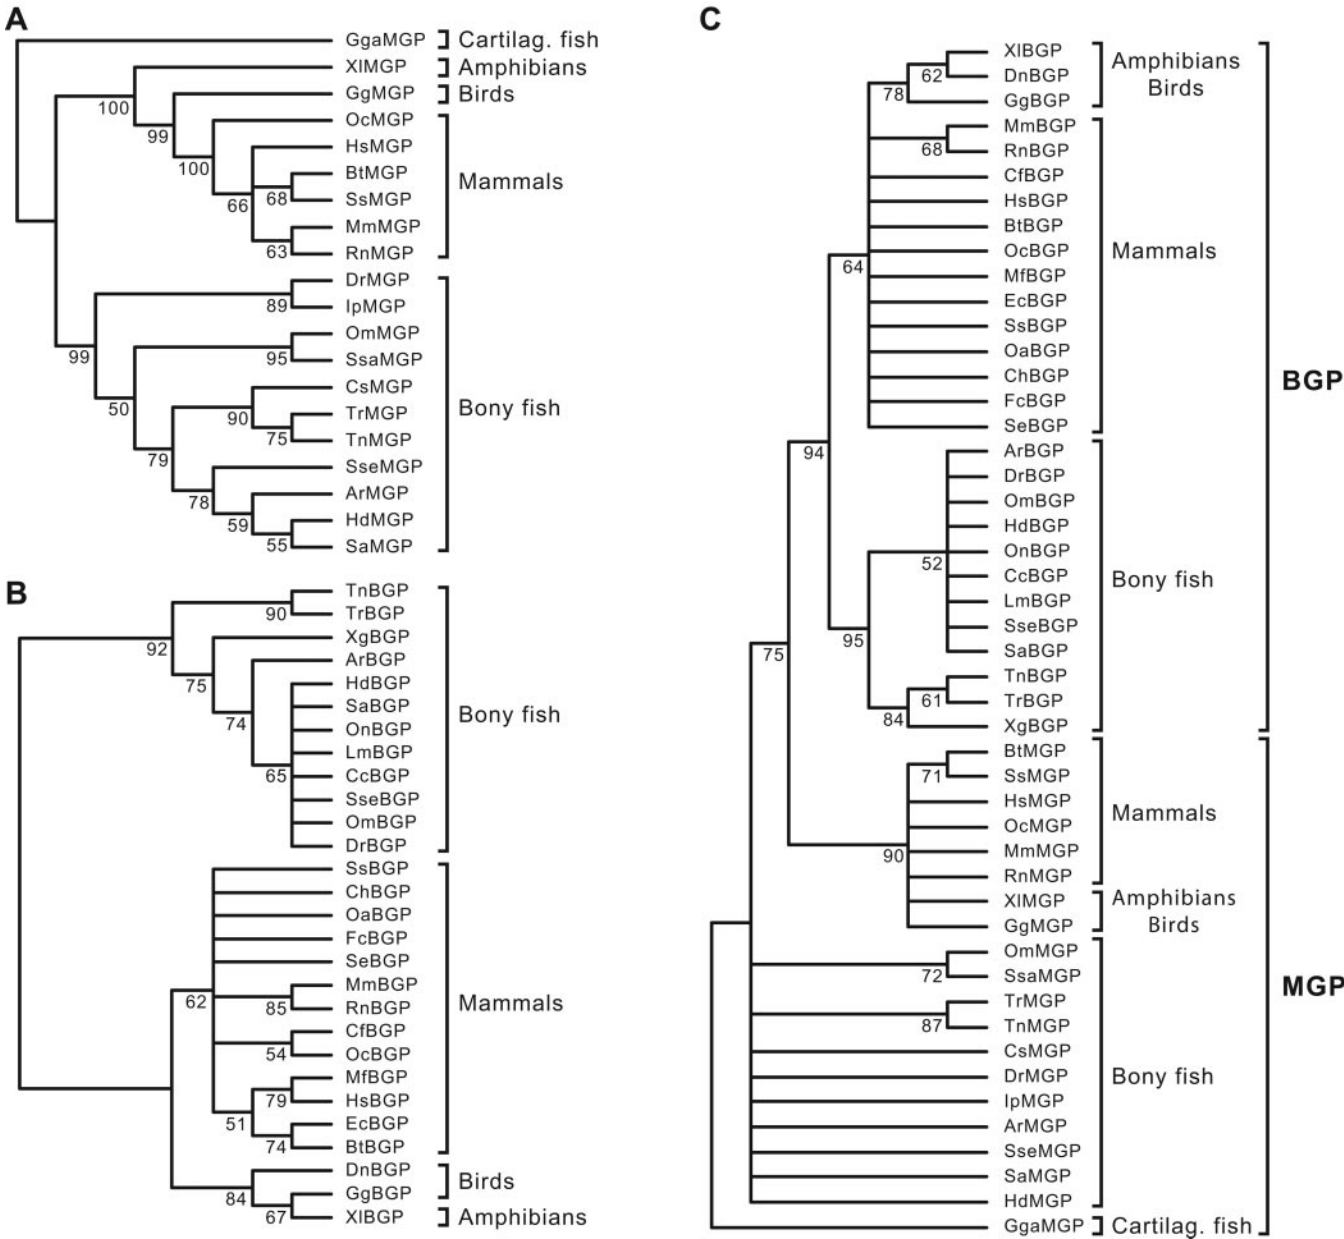 A
GgaMGP
Cartilag. fish
XlMGP
Amphibians
GgMGP
Birds
100
OcMGP
99
HsMGP
100
BtMGP
Mammals
68
SsMGP
66
MmMGP
63
RnMGP
DrMGP
89
IpMGP
OmMGP
99
95
SsaMGP
CsMGP
50
90
TrMGP
Bony fish
75
TnMGP
79
SseMGP
78
ArMGP
59
HdMGP
55
SaMGP
B
TnBGP
90
TrBGP
92
XgBGP
75
ArBGP
HdBGP
SaBGP
Bony fish
74
OnBGP
LmBGP
65
CcBGP
SseBGP
OmBGP
DrBGP
SsBGP
ChBGP
OaBGP
FcBGP
SeBGP
MmBGP
62
85
RnBGP
Mammals
CfBGP
54
OcBGP
MfBGP
79
HsBGP
51
EcBGP
74
BtBGP
DnBGP
84
GgBGP
Birds
67
XlBGP
Amphibians
C
XlBGP
62
DnBGP
Amphibians
Birds
78
GgBGP
MmBGP
68
RnBGP
CfBGP
HsBGP
BtBGP
OcBGP
Mammals
64
MfBGP
EcBGP
SsBGP
OaBGP
ChBGP
BGP
FcBGP
SeBGP
94
ArBGP
DrBGP
OmBGP
HdBGP
OnBGP
52
CcBGP
Bony fish
LmBGP
SseBGP
95
SaBGP
75
TnBGP
61
TrBGP
84
XgBGP
BtMGP
71
SsMGP
HsMGP
Mammals
OcMGP
90
MmMGP
RnMGP
XlMGP
Amphibians
Birds
GgMGP
OmMGP
72
SsaMGP
MGP
TrMGP
87
TnMGP
CsMGP
DrMGP
Bony fish
IpMGP
ArMGP
SseMGP
SaMGP
HdMGP
GgaMGP
Cartilag. fish